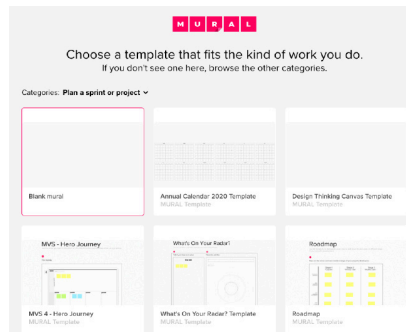 MURAL
Choose a template that fits the kind of work you do.
If you don't see one here, browse the other categories.
Categories: Plan a sprint or project
Blank mural
Annual Calendar 2020 Template
MURAL Template
Design Thinking Canvas Template
MURAL Template
MVS - Hero Journey
What's On Your Radar!
Roadmap
MVS 4 - Hero Journey
MURAL Template
What's On Your Radar? Template
MURAL Template
Roadmap
MURAL Template